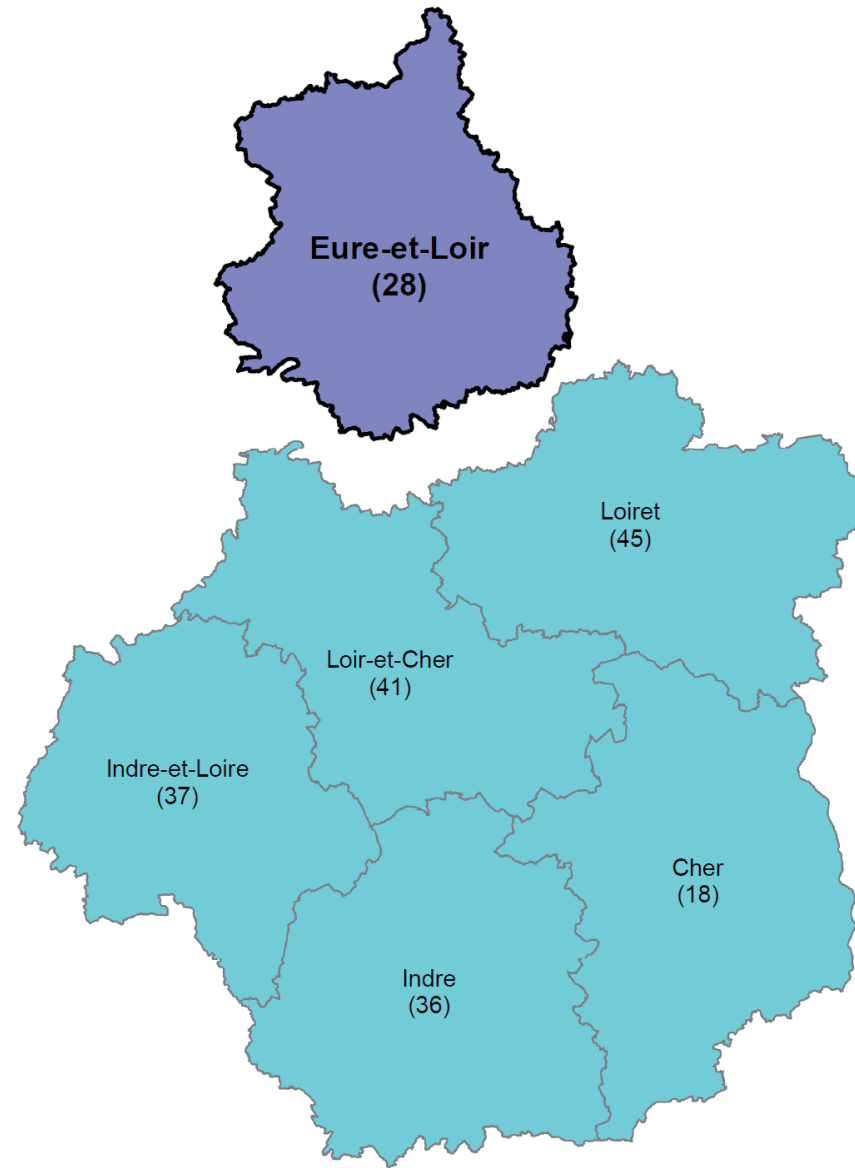 Eure-et-Loir
(28)
Loiret
(45)
Loir-et-Cher
(41)
Indre-et-Loire
(37)
Cher
(18)
Indre
(36)